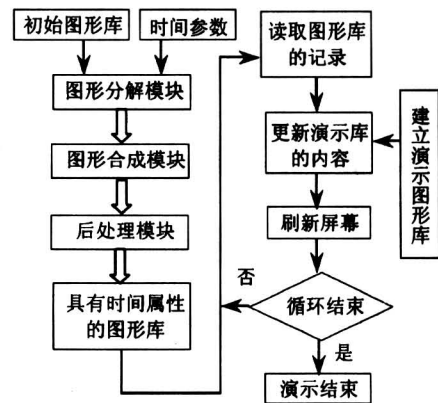 初始图形库
时间参数
图形分解模块
图形合成模块
后处理模块
具有时间属性
的图形库
读取图形库
的记录
更新演示库
的内容
建立演示图形库
刷新屏幕
循环结束
否
是
演示结束